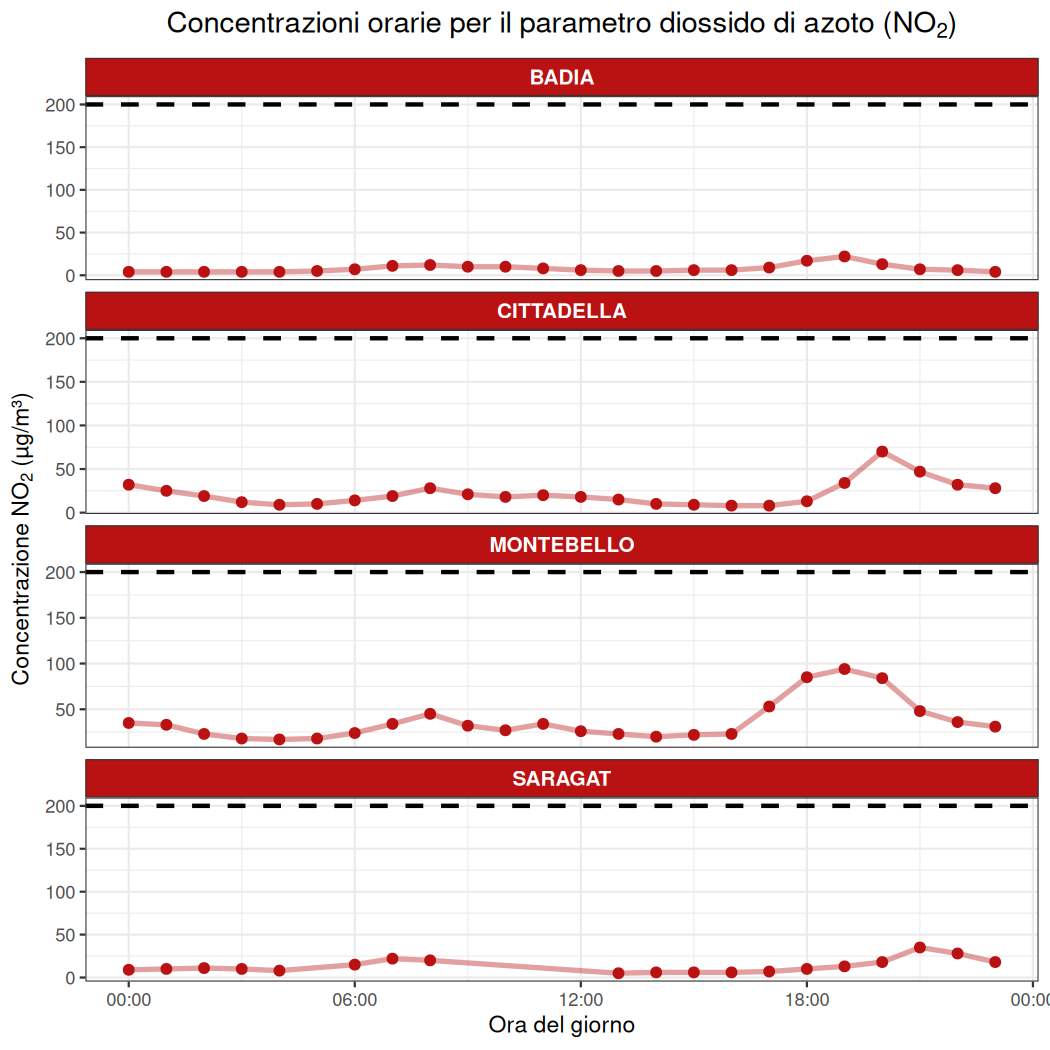 Concentrazioni orarie per il parametro diossido di azoto (NO₂)
Concentrazione NO₂ (µg/m³)
BADIA
200
150
100
50
0
CITTADELLA
200
150
100
50
0
MONTEBELLO
200
150
100
50
SARAGAT
200
150
100
50
0
00:00 06:00 12:00 18:00 00:0
Ora del giorno